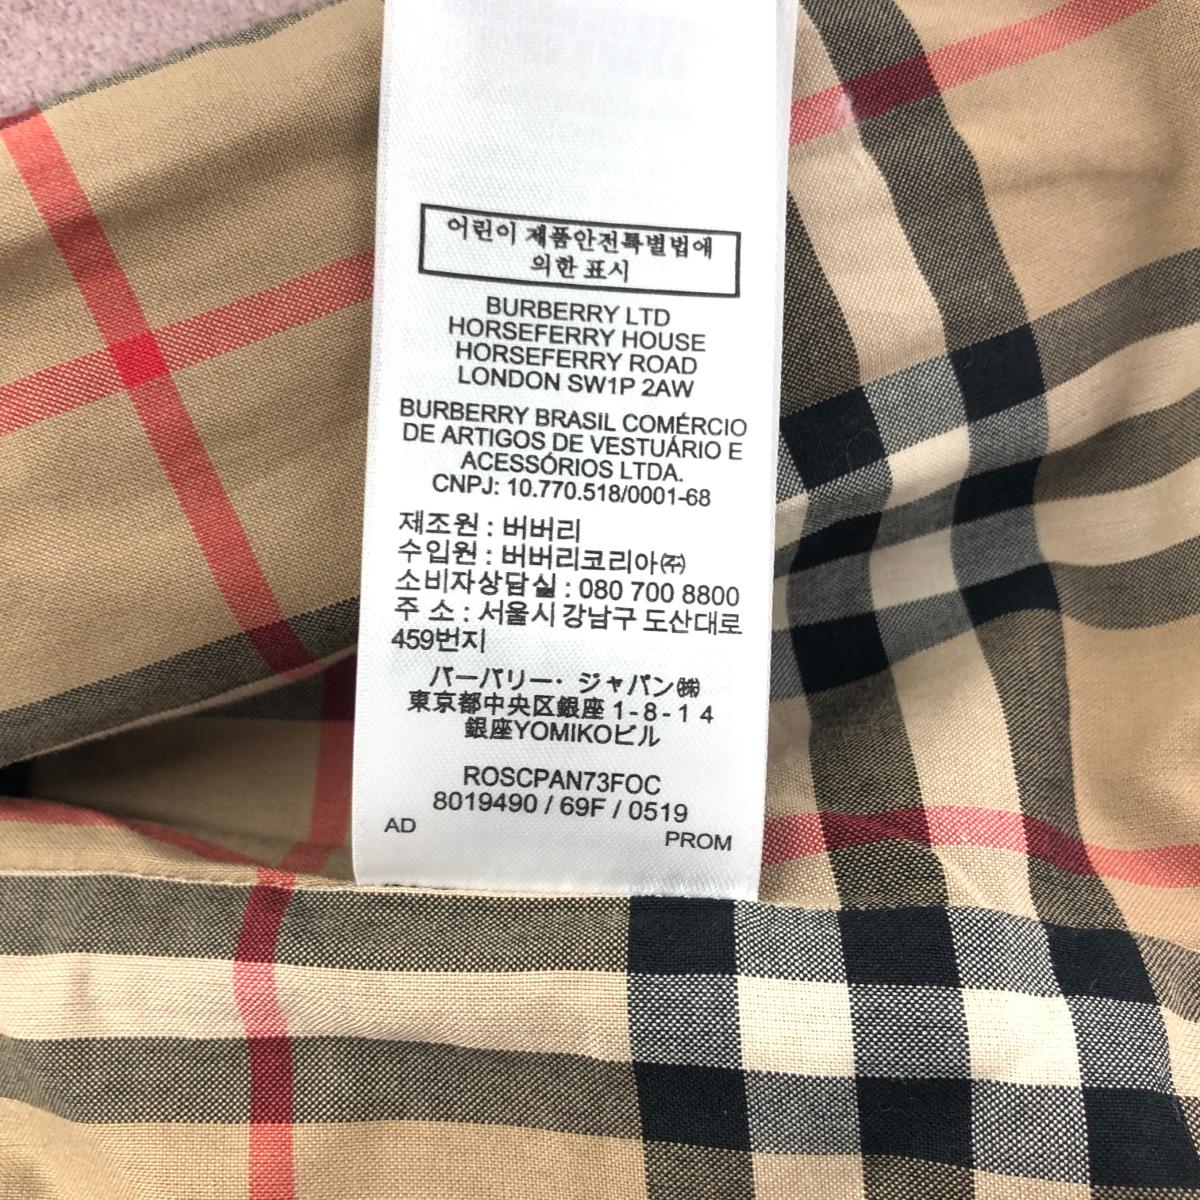 어린이 제품안전특별법에
의한 표시
BURBERRY LTD
HORSEFERRY HOUSE
HORSEFERRY ROAD
LONDON SW1P 2AW
BURBERRY BRASIL COMÉRCIO
DE ARTIGOS DE VESTUÁRIO E
ACESSÓRIOS LTDA.
CNPJ: 10.770.518/0001-68
제조원 : 버버리
수입원 : 버버리코리아㈜
소비자상담실 : 080 700 8800
주 소 : 서울시 강남구 도산대로
459번지
バーバリー・ジャパン㈱
東京都中央区銀座 1-8-1 4
銀座YOMIKOビル
ROSCPAN73FOC
8019490 / 69F / 0519
AD PROM